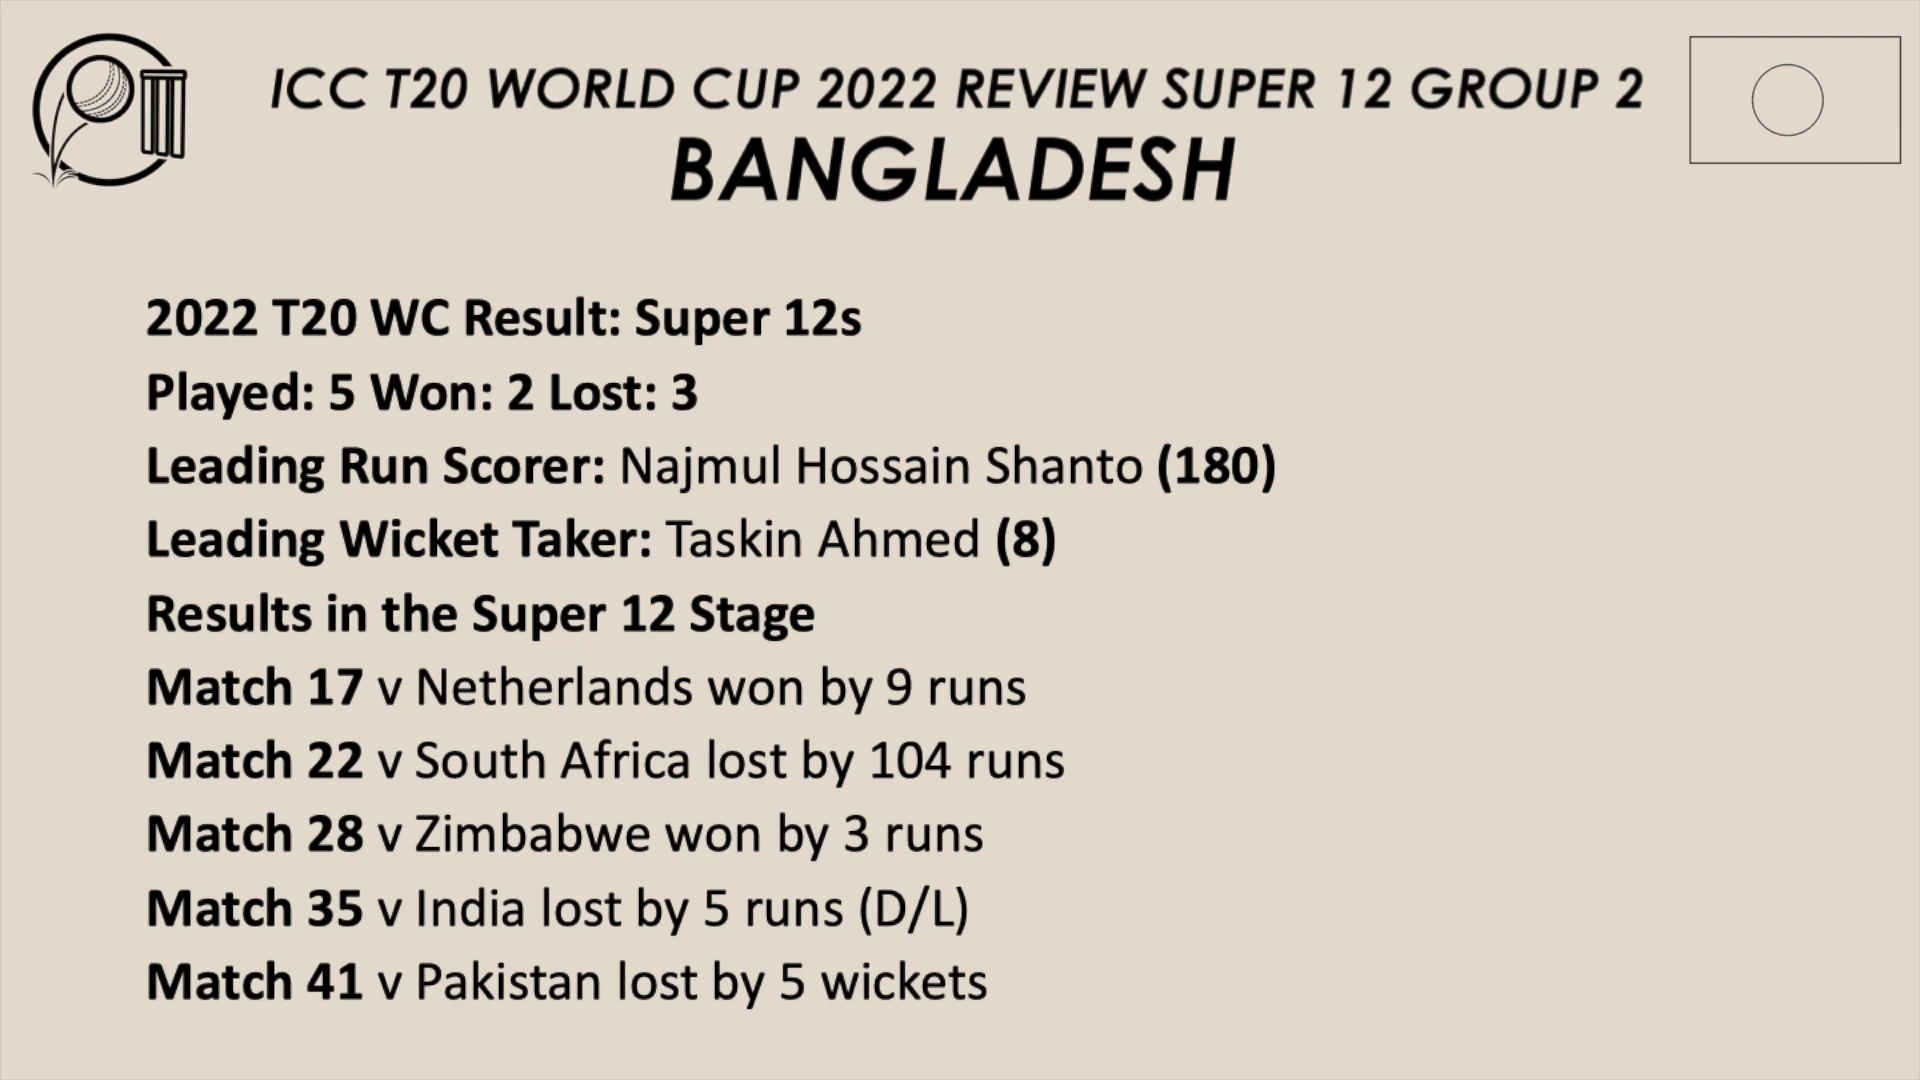 ICC T20 WORLD CUP 2022 REVIEW SUPER 12 GROUP 2
BANGLADESH
2022 T20 WC Result: Super 12s
Played: 5 Won: 2 Lost: 3
Leading Run Scorer: Najmul Hossain Shanto (180)
Leading Wicket Taker: Taskin Ahmed (8)
Results in the Super 12 Stage
Match 17 v Netherlands won by 9 runs
Match 22 v South Africa lost by 104 runs
Match 28 v Zimbabwe won by 3 runs
Match 35 v India lost by 5 runs (D/L)
Match 41 v Pakistan lost by 5 wickets